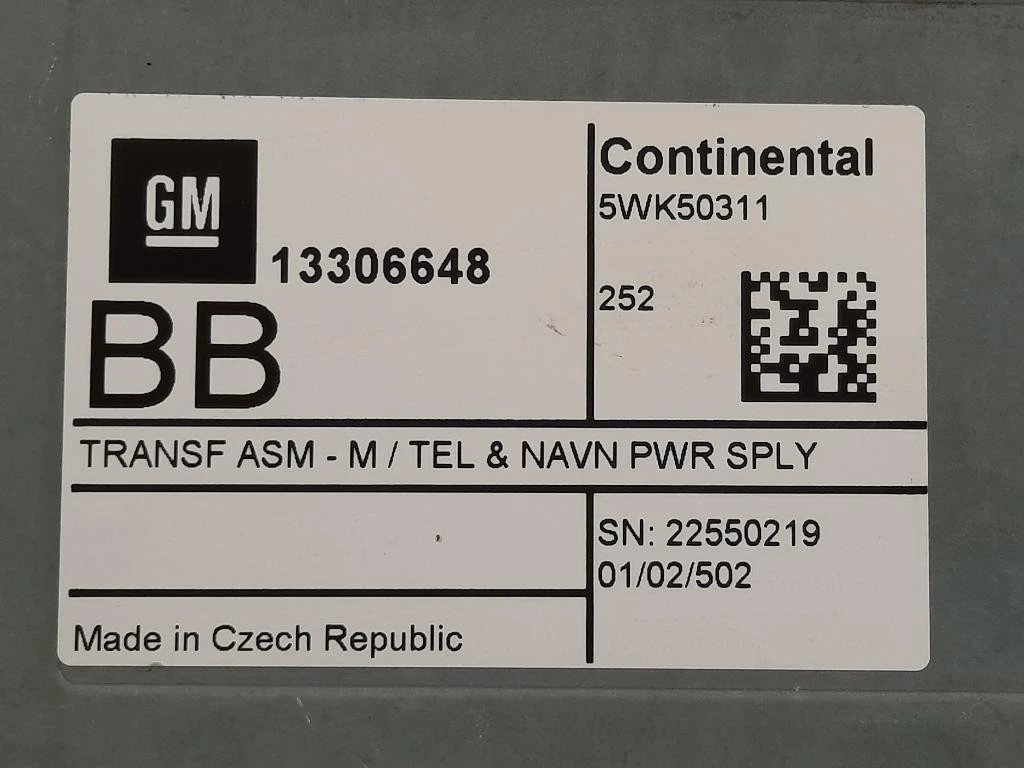 GM
13306648
BB
Continental
5WK50311
252
TRANSF ASM - M / TEL & NAVN PWR SPLY
SN: 22550219
01/02/502
Made in Czech Republic